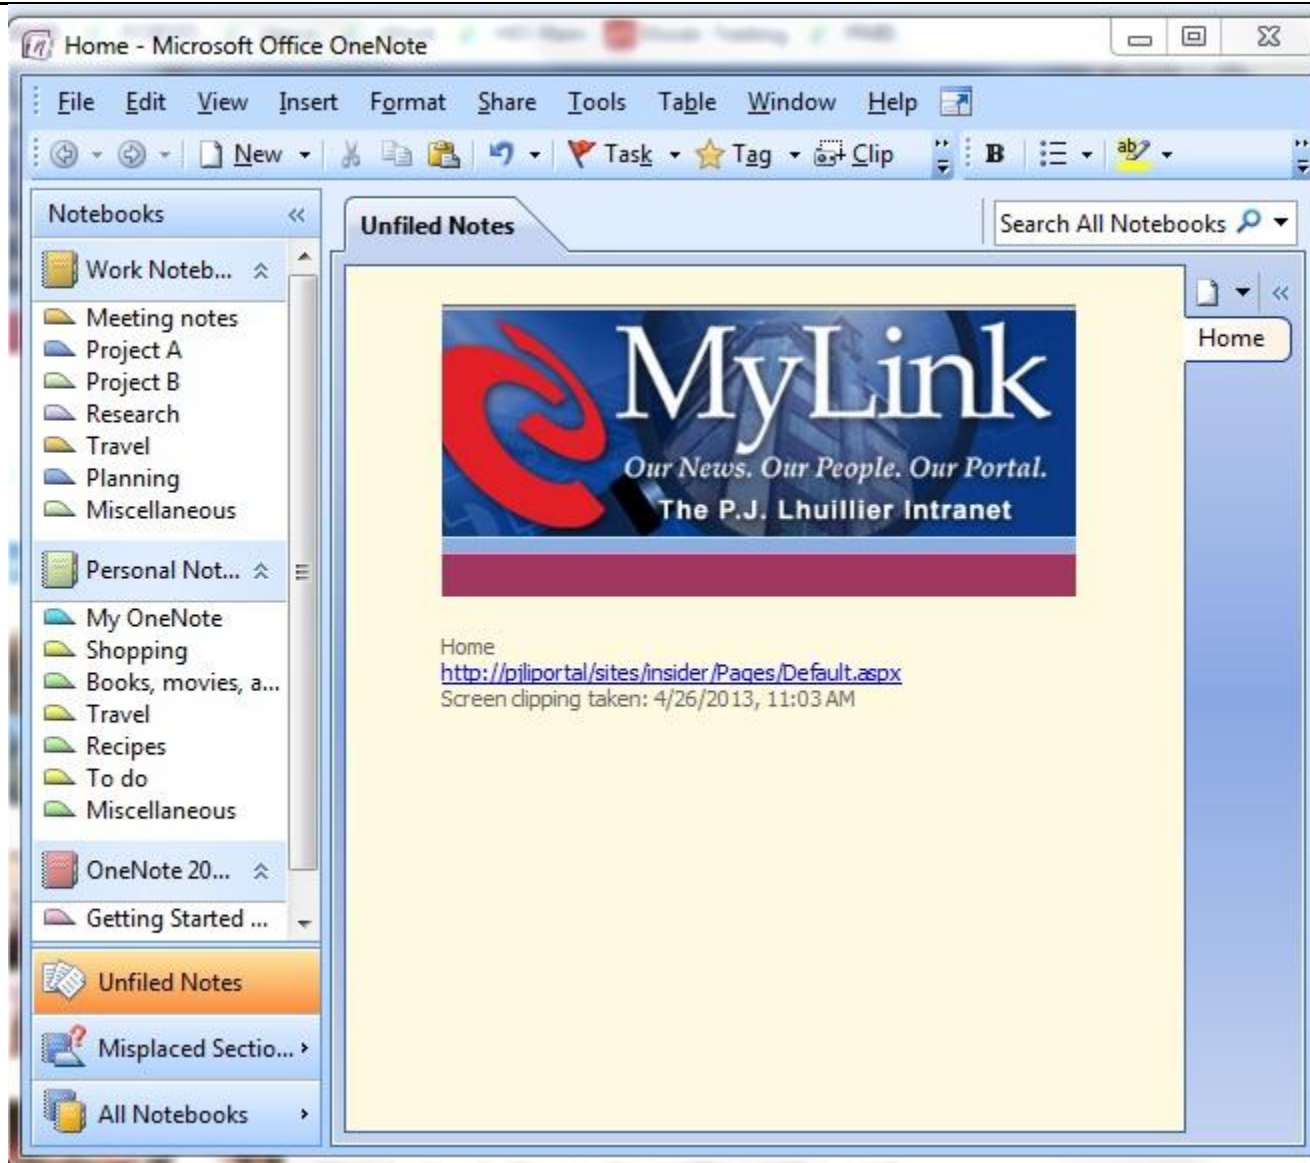 Home - Microsoft Office OneNote
File Edit View Insert Format Share Tools Table Window Help
New Task Tag Clip B ab
Notebooks
Work Noteb...
Meeting notes
Project A
Project B
Research
Travel
Planning
Miscellaneous
Personal Not...
My OneNote
Shopping
Books, movies, a...
Travel
Recipes
To do
Miscellaneous
OneNote 20...
Getting Started ...
Unfiled Notes
Misplaced Sectio...
All Notebooks
Unfiled Notes
Search All Notebooks
Home
MyLink
Our News. Our People. Our Portal.
The P.J. Lhuillier Intranet
Home
http://pjliportal/sites/insider/Pages/Default.aspx
Screen clipping taken: 4/26/2013, 11:03 AM